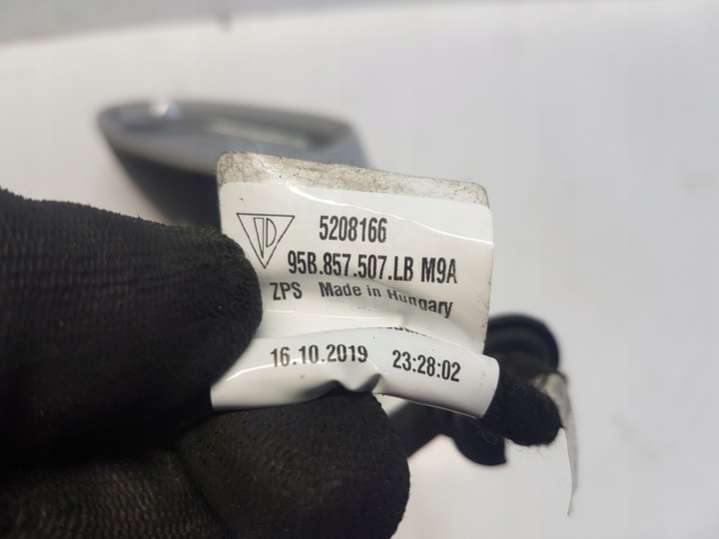 5208166
95B.857.507.LB M9A
ZPS Made in Hungary
16.10.2019 23:28:02